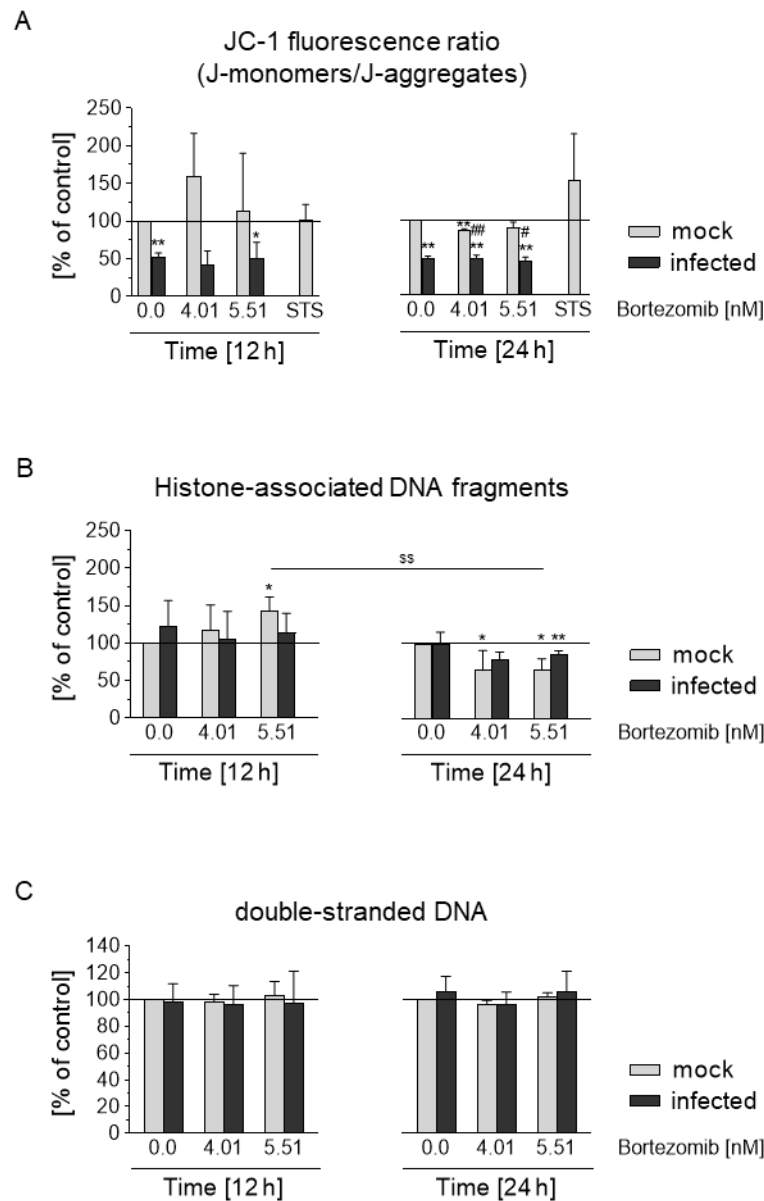 A
JC-1 fluorescence ratio
(J-monomers/J-aggregates)
[% of control]
250
200
150
100
50
0
** *
** ## ** # **
0.0 4.01 5.51 STS
0.0 4.01 5.51 STS
Time [12 h]
Time [24 h]
mock
infected
Bortezomib [nM]
B
Histone-associated DNA fragments
[% of control]
250
200
150
100
50
0
$$
*
* * **
0.0 4.01 5.51
0.0 4.01 5.51
Time [12 h]
Time [24 h]
mock
infected
Bortezomib [nM]
C
double-stranded DNA
[% of control]
140
120
100
80
60
40
20
0
0.0 4.01 5.51
0.0 4.01 5.51
Time [12 h]
Time [24 h]
mock
infected
Bortezomib [nM]